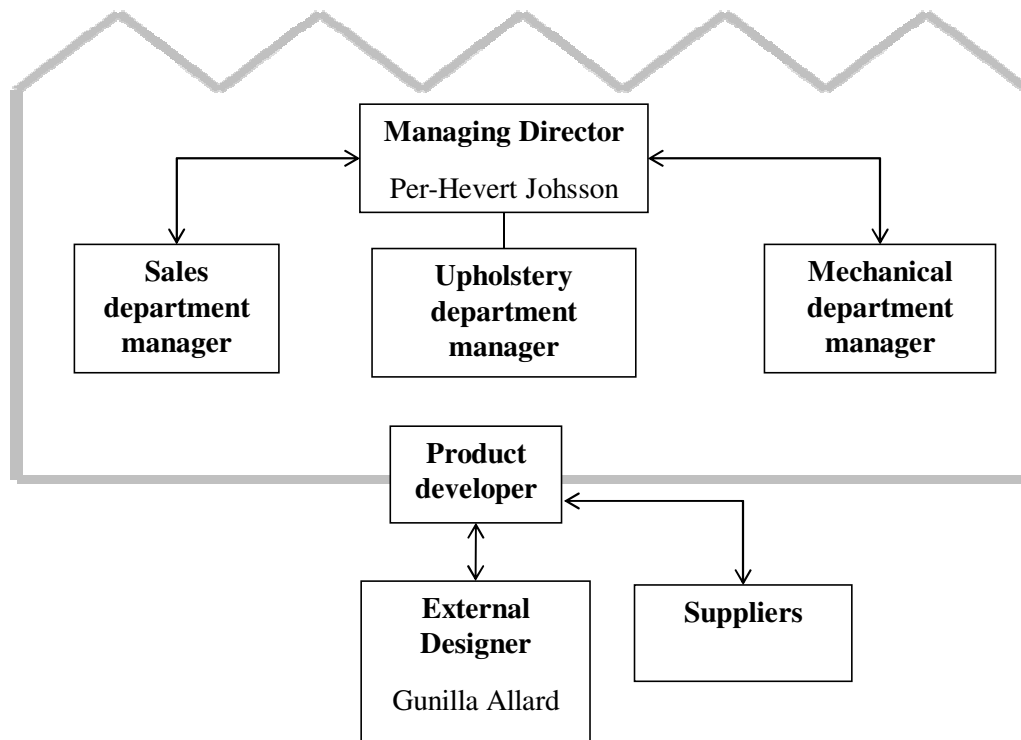 Managing Director
Per-Hevert Johsson
Sales
department
manager
Upholstery
department
manager
Mechanical
department
manager
Product
developer
External
Designer
Gunilla Allard
Suppliers